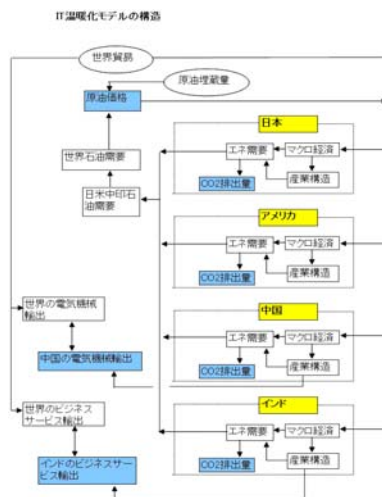 IT温暖化モデルの構造
世界貿易
原油埋蔵量
原油価格
世界石油需要
日米中印石
油需要
日本
エネ需要
マクロ経済
CO2排出量
産業構造
アメリカ
エネ需要
マクロ経済
CO2排出量
産業構造
世界の電気機械
輸出
中国の電気機械輸出
中国
エネ需要
マクロ経済
CO2排出量
産業構造
世界のビジネス
サービス輸出
インドのビジネスサービ
ス輸出
インド
エネ需要
マクロ経済
CO2排出量
産業構造